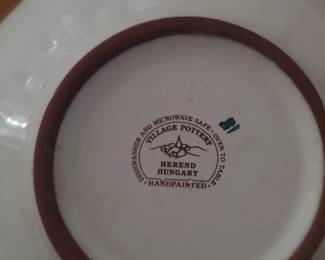 DISHWASHER AND MICROWAVE SAFE • OVEN TO TABLE
VILLAGE POTTERY
HEREND
HUNGARY
• HANDPAINTED •